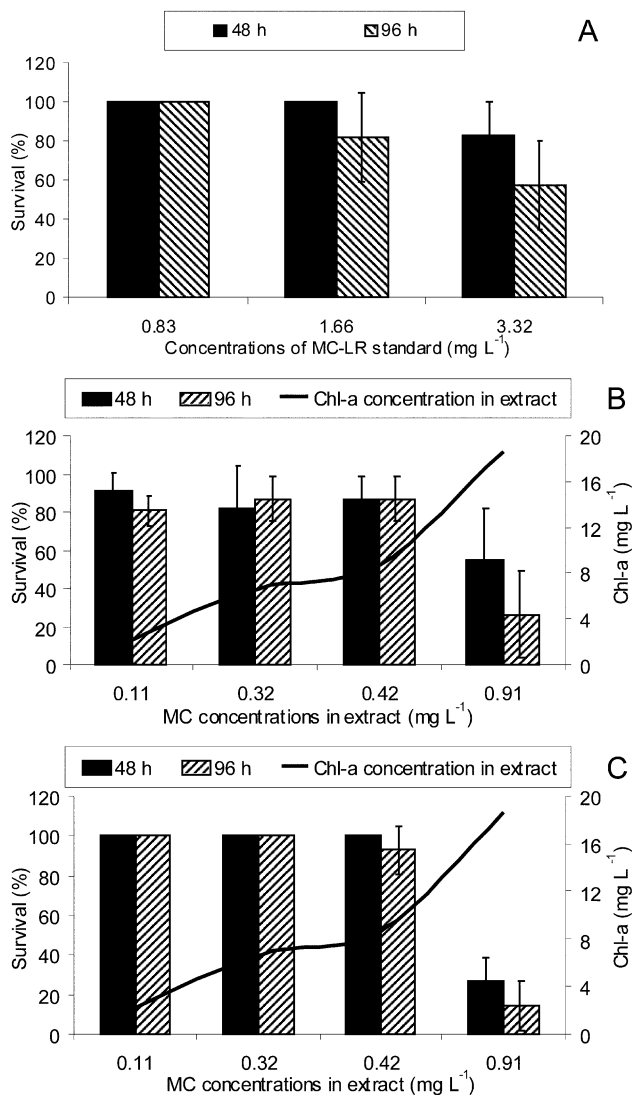 48 h 96 h A
120
100
80
60
40
20
0
Survival (%)
0.83 1.66 3.32
Concentrations of MC-LR standard (mg L⁻¹)
48 h 96 h Chl-a concentration in extract B
120 20
100 16
80 12
60 8
40 4
20 0
0
Survival (%)
Chl-a (mg L⁻¹)
0.11 0.32 0.42 0.91
MC concentrations in extract (mg L⁻¹)
48 h 96 h Chl-a concentration in extract C
120 20
100 16
80 12
60 8
40 4
20 0
0
Survival (%)
Chl-a (mg L⁻¹)
0.11 0.32 0.42 0.91
MC concentrations in extract (mg L⁻¹)